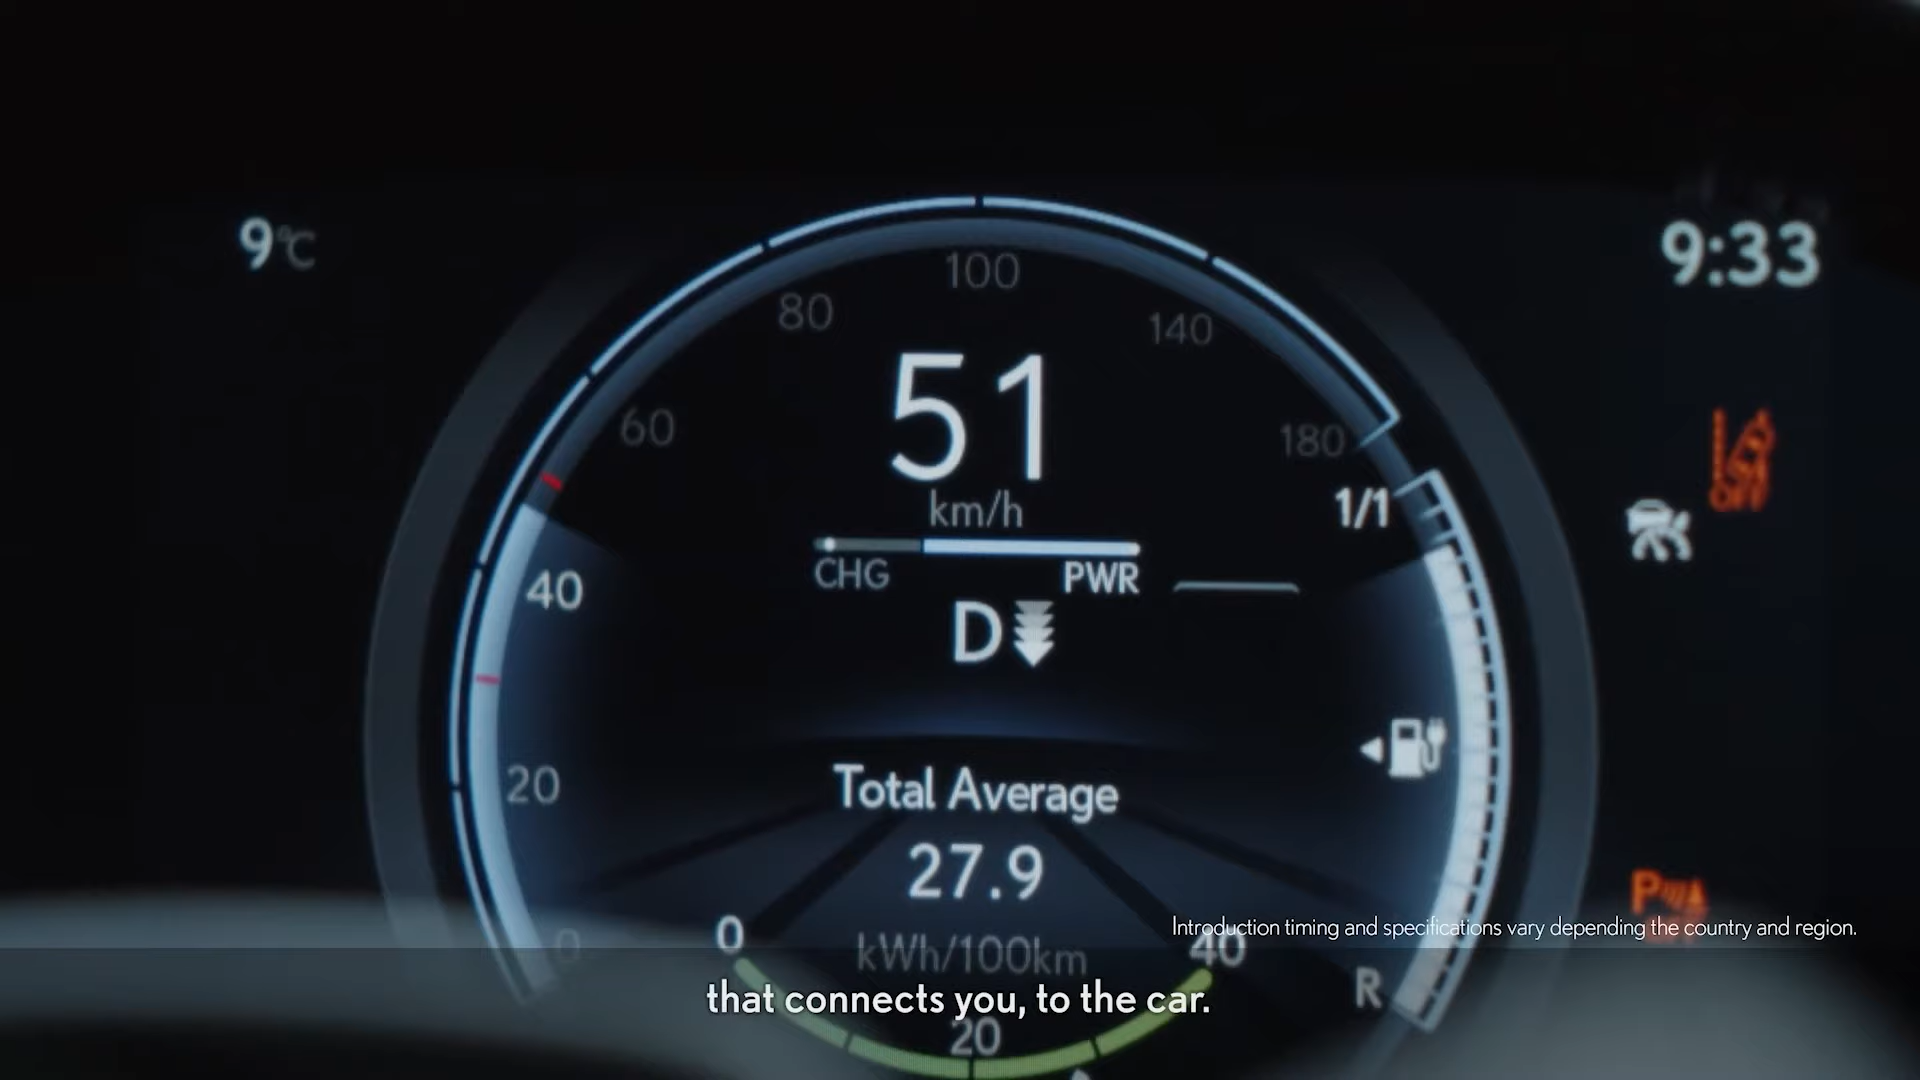 9°C
9:33
100
80
140
51
60
180
km/h
1/1
OFF
CHG
PWR
40
D
20
Total Average
27.9
P
0
Introduction timing and specifications vary depending the country and region.
0
kWh/100km
40
R
that connects you, to the car.
20